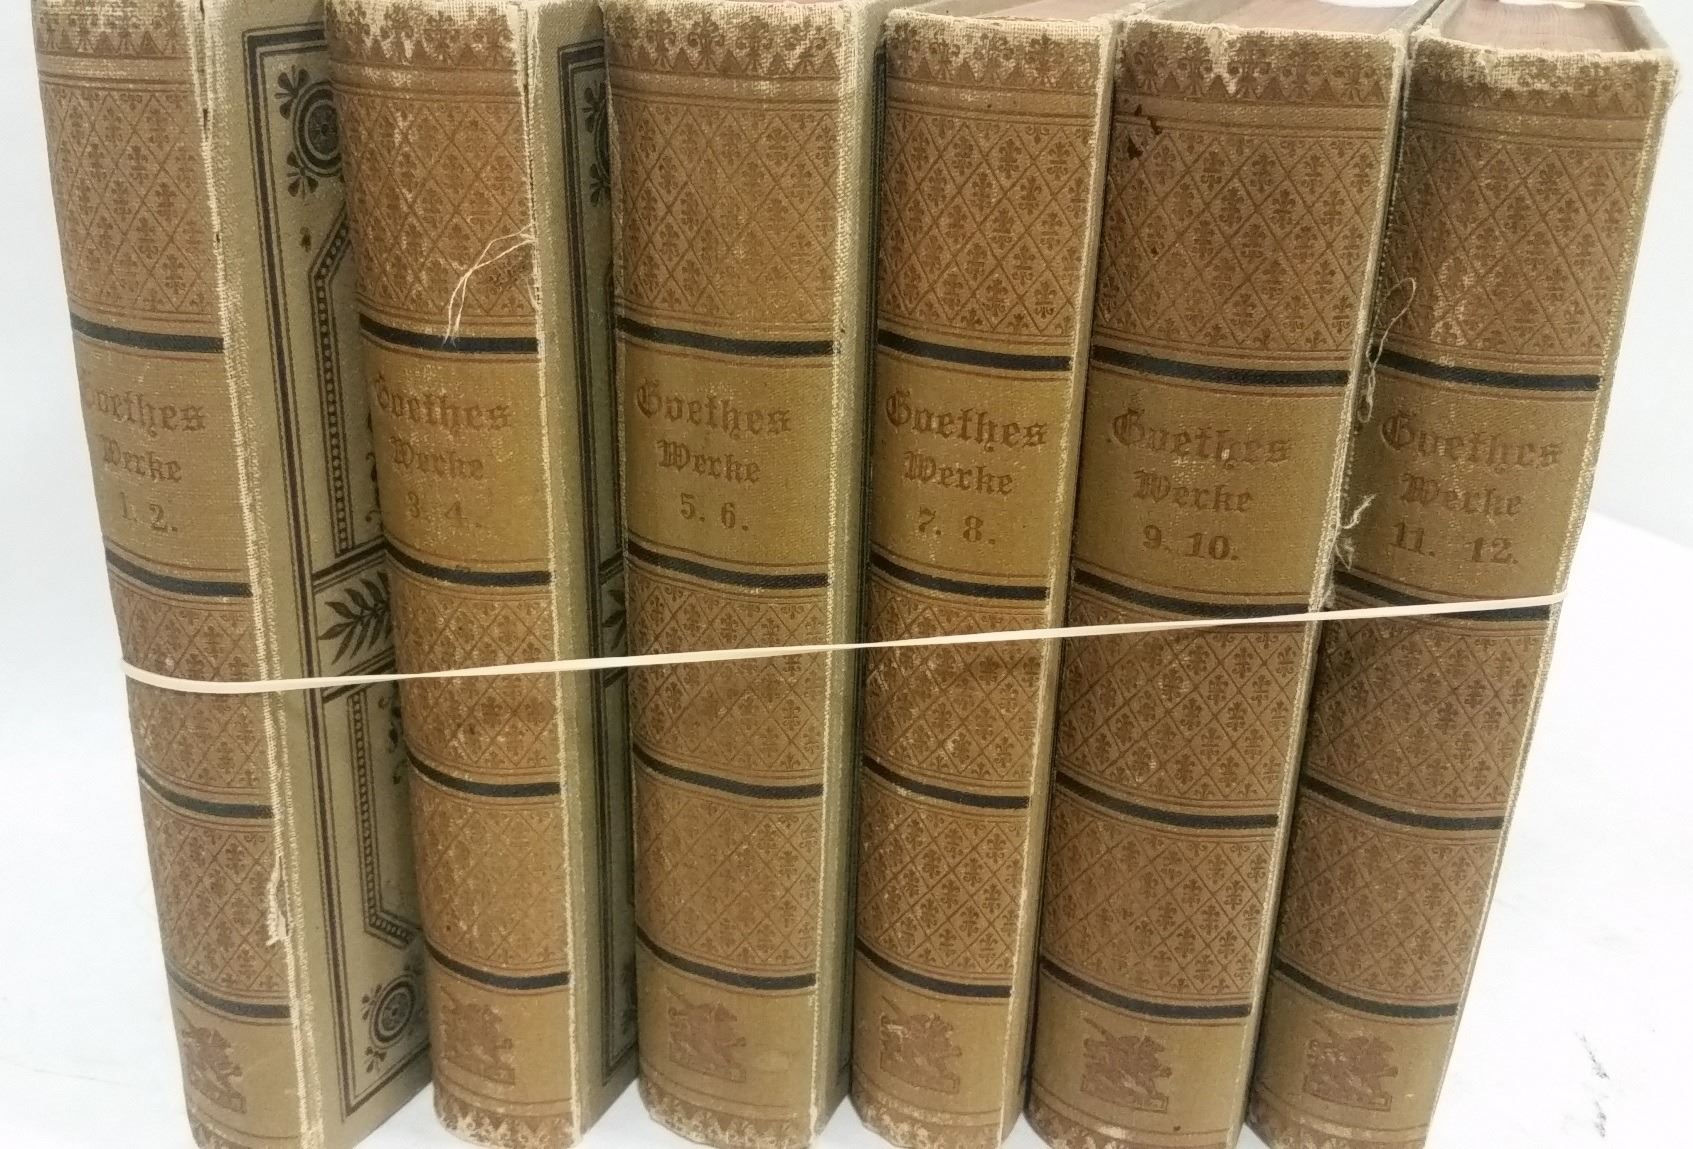 Goethes
Werke
1. 2.
Goethes
Werke
3. 4.
Goethes
Werke
5. 6.
Goethes
Werke
7. 8.
Goethes
Werke
9. 10.
Goethes
Werke
11. 12.